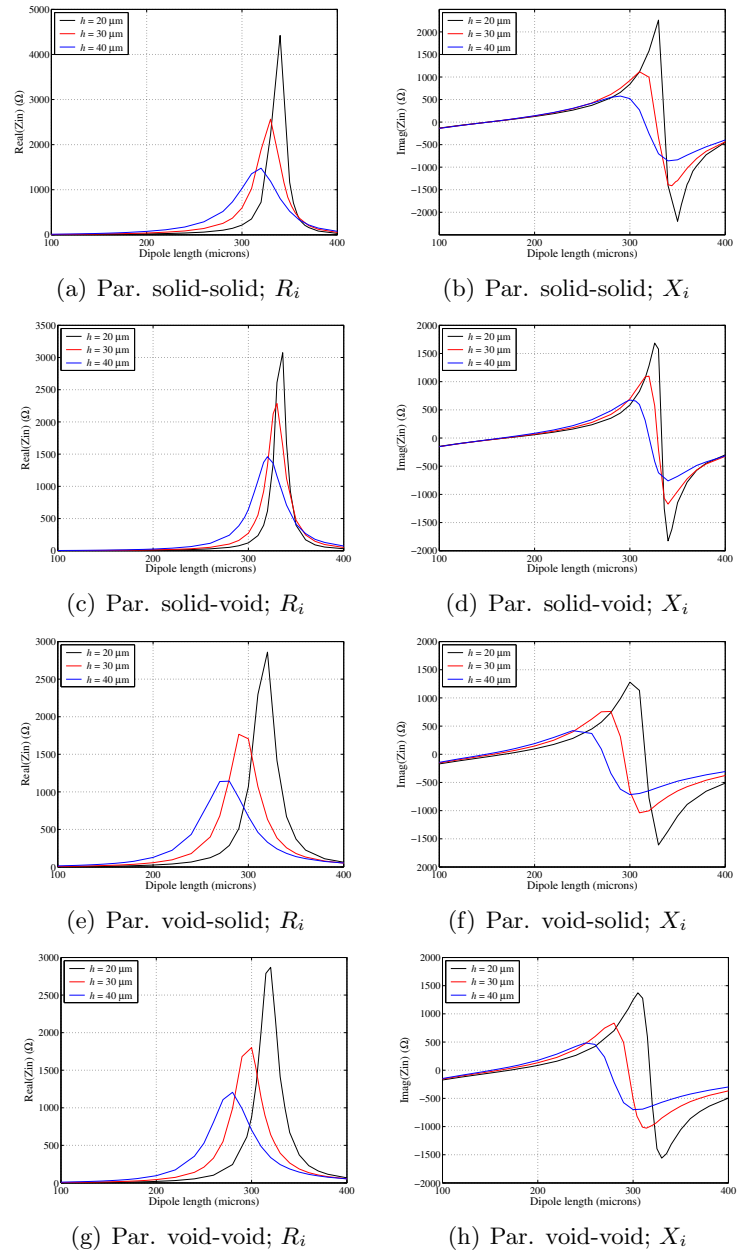 h = 20 µm
h = 30 µm
h = 40 µm
Real(Zin) (Ω)
5000
4000
3000
2000
1000
0
100 200 300 400
Dipole length (microns)
(a) Par. solid-solid; Ri
h = 20 µm
h = 30 µm
h = 40 µm
Imag(Zin) (Ω)
2000
1500
1000
500
0
−500
−1000
−1500
−2000
100 200 300 400
Dipole length (microns)
(b) Par. solid-solid; Xi
h = 20 µm
h = 30 µm
h = 40 µm
Real(Zin) (Ω)
3500
3000
2500
2000
1500
1000
500
0
100 200 300 400
Dipole length (microns)
(c) Par. solid-void; Ri
h = 20 µm
h = 30 µm
h = 40 µm
Imag(Zin) (Ω)
2000
1500
1000
500
0
−500
−1000
−1500
−2000
100 200 300 400
Dipole length (microns)
(d) Par. solid-void; Xi
h = 20 µm
h = 30 µm
h = 40 µm
Real(Zin) (Ω)
3000
2500
2000
1500
1000
500
0
100 200 300 400
Dipole length (microns)
(e) Par. void-solid; Ri
h = 20 µm
h = 30 µm
h = 40 µm
Imag(Zin) (Ω)
2000
1500
1000
500
0
−500
−1000
1500
2000
100 200 300 400
Dipole length (microns)
(f) Par. void-solid; Xi
h = 20 µm
h = 30 µm
h = 40 µm
Real(Zin) (Ω)
3000
2500
2000
1500
1000
500
0
100 200 300 400
Dipole length (microns)
(g) Par. void-void; Ri
h = 20 µm
h = 30 µm
h = 40 µm
Imag(Zin) (Ω)
2000
1500
1000
500
0
−500
−1000
−1500
−2000
100 200 300 400
Dipole length (microns)
(h) Par. void-void; Xi